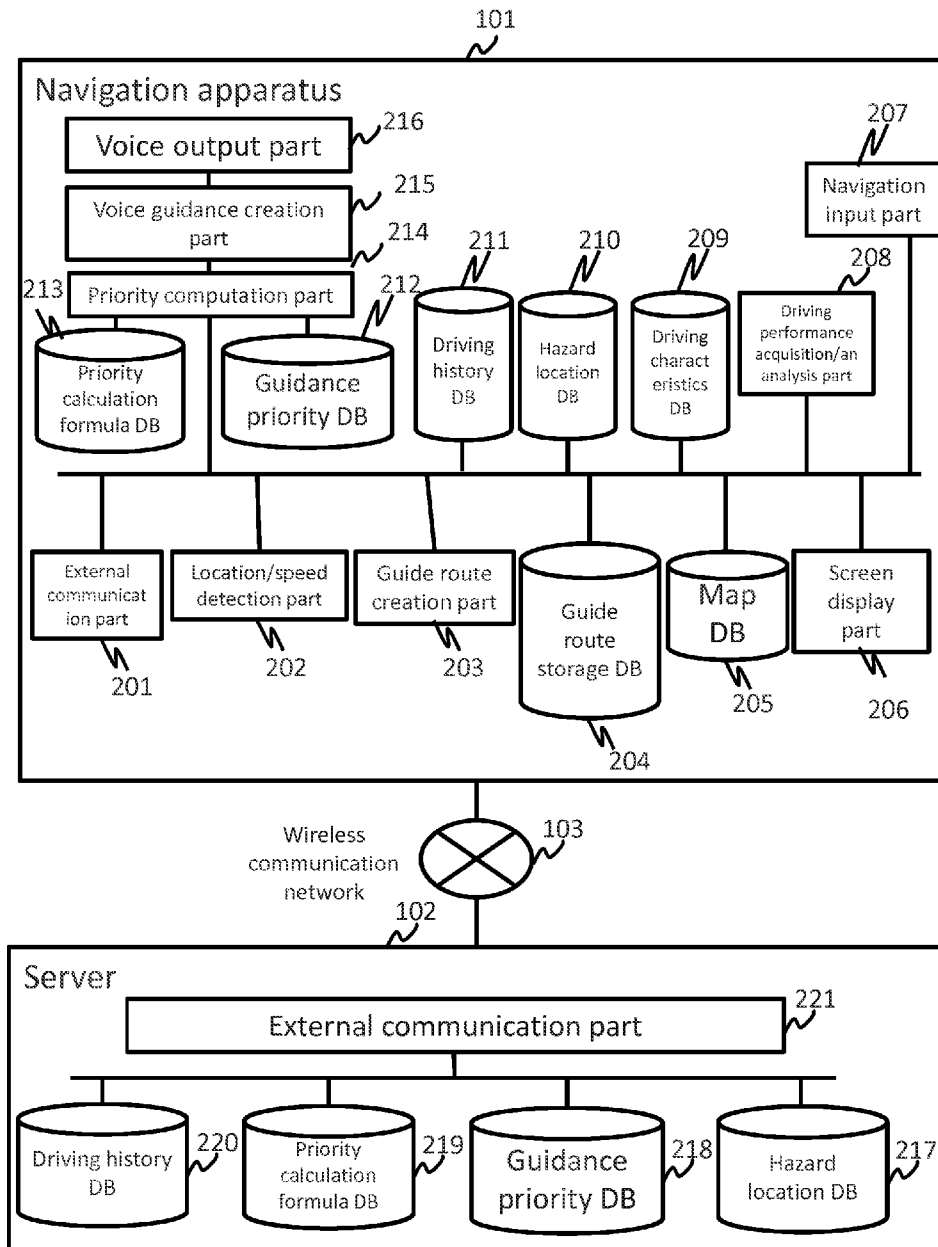 101
Navigation apparatus
Voice output part
216
207
Voice guidance creation
part
215
Navigation
input part
214
211
210
209
208
213
Priority computation part
212
Priority
calculation
formula DB
Guidance
priority DB
Driving
history
DB
Hazard
location
DB
Driving
charact
eristics
DB
Driving
performance
acquisition/an
analysis part
External
communicat
ion part
Location/speed
detection part
Guide route
creation part
Guide
route
storage DB
Map
DB
Screen
display
part
201
202
203
204
205
206
Wireless
communication
network
103
102
Server
External communication part
221
Driving history
DB
220
Priority
calculation
formula DB
219
Guidance
priority DB
218
Hazard
location DB
217